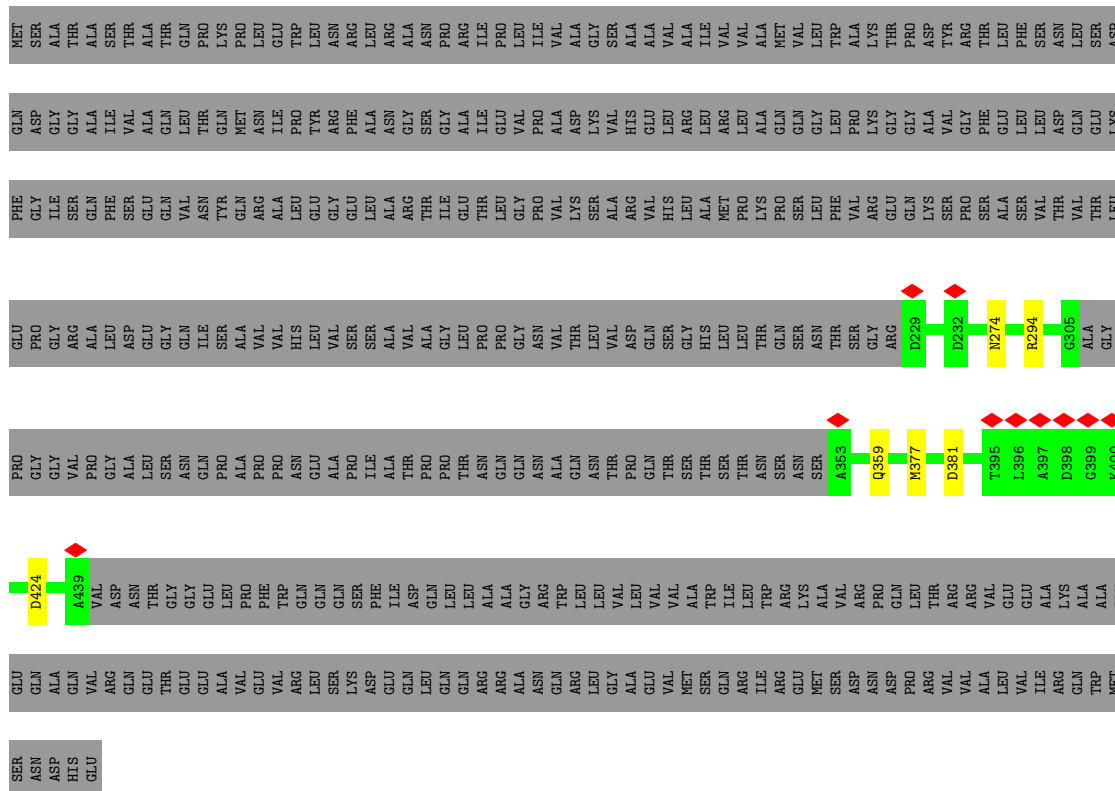 MET SER ALA THR ALA SER THR ALA THR GLN PRO LYS PRO LEU GLU TRP LEU ASN ARG LEU ARG ALA ASN PRO ARG ILE PRO LEU ILE VAL ALA GLY SER ALA ALA VAL ALA ILE VAL VAL ALA MET VAL LEU TRP ALA LYS THR PRO ASP TYR ARG THR LEU PHE SER ASN LEU SER ASP
GLN ASP GLY GLY ALA ILE VAL ALA GLN LEU THR GLN MET ASN ILE PRO TYR ARG PHE ALA ASN GLY SER GLY ALA ILE GLU VAL PRO ALA ASP LYS VAL HIS GLU LEU ARG LEU ARG LEU ALA GLN GLN GLY LEU PRO LYS GLY GLY ALA VAL GLY PHE GLU LEU LEU ASP GLN GLU LYS
PHE GLY ILE SER GLN PHE SER GLU GLN VAL ASN TYR GLN ARG ALA LEU GLU GLY GLU LEU ALA ARG THR ILE GLU THR LEU GLY PRO VAL LYS SER ALA ARG VAL HIS LEU ALA MET PRO LYS PRO SER LEU PHE VAL ARG GLU GLN LYS SER PRO SER ALA SER VAL THR VAL THR LEU
GLU PRO GLY ARG ALA LEU ASP GLU GLY GLN ILE SER ALA VAL VAL HIS LEU VAL SER SER ALA VAL ALA GLY LEU PRO PRO GLY ASN VAL THR LEU VAL ASP GLN SER GLY HIS LEU LEU THR GLN SER ASN THR SER GLY ARG D229 D232 N274 R294 G305 ALA GLY
PRO GLY GLY VAL PRO GLY ALA LEU SER ASN GLN PRO ALA PRO PRO ASN GLU ALA PRO ILE ALA THR PRO PRO THR ASN GLN GLN ASN ALA GLN ASN THR PRO GLN THR SER THR SER THR ASN SER ASN SER A353 Q359 M377 D381 T395 L396 A397 D398 G399 K400
D424 A439 VAL ASP ASN THR GLY GLY GLU LEU PRO PHE TRP GLN GLN GLN SER PHE ILE ASP GLN LEU LEU ALA ALA GLY ARG TRP LEU LEU VAL LEU VAL VAL ALA TRP ILE LEU TRP ARG LYS ALA VAL ARG PRO GLN LEU THR ARG ARG VAL GLU GLU ALA LYS ALA ALA
GLU GLN ALA GLN VAL ARG GLN GLU THR GLU GLU ALA VAL GLU VAL ARG LEU SER LYS ASP GLU GLN LEU GLN GLN ARG ARG ALA ASN GLN ARG LEU GLY ALA GLU VAL MET SER GLN ARG ILE ARG GLU MET SER ASP ASN ASP PRO ARG VAL VAL ALA LEU VAL ILE ARG GLN TRP MET
SER ASN ASP HIS GLU